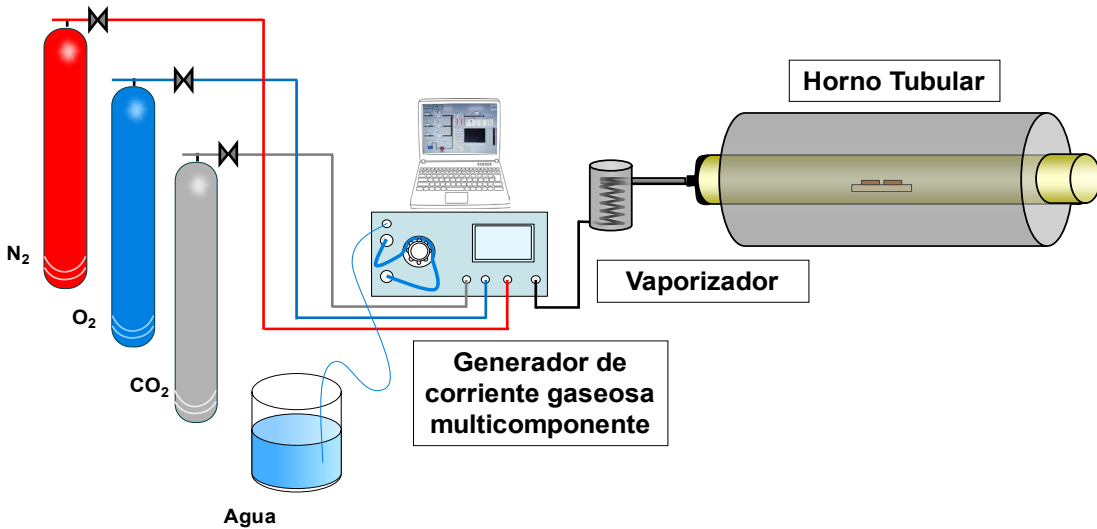 N₂
O₂
CO₂
Agua
Generador de
corriente gaseosa
multicomponente
Vaporizador
Horno Tubular